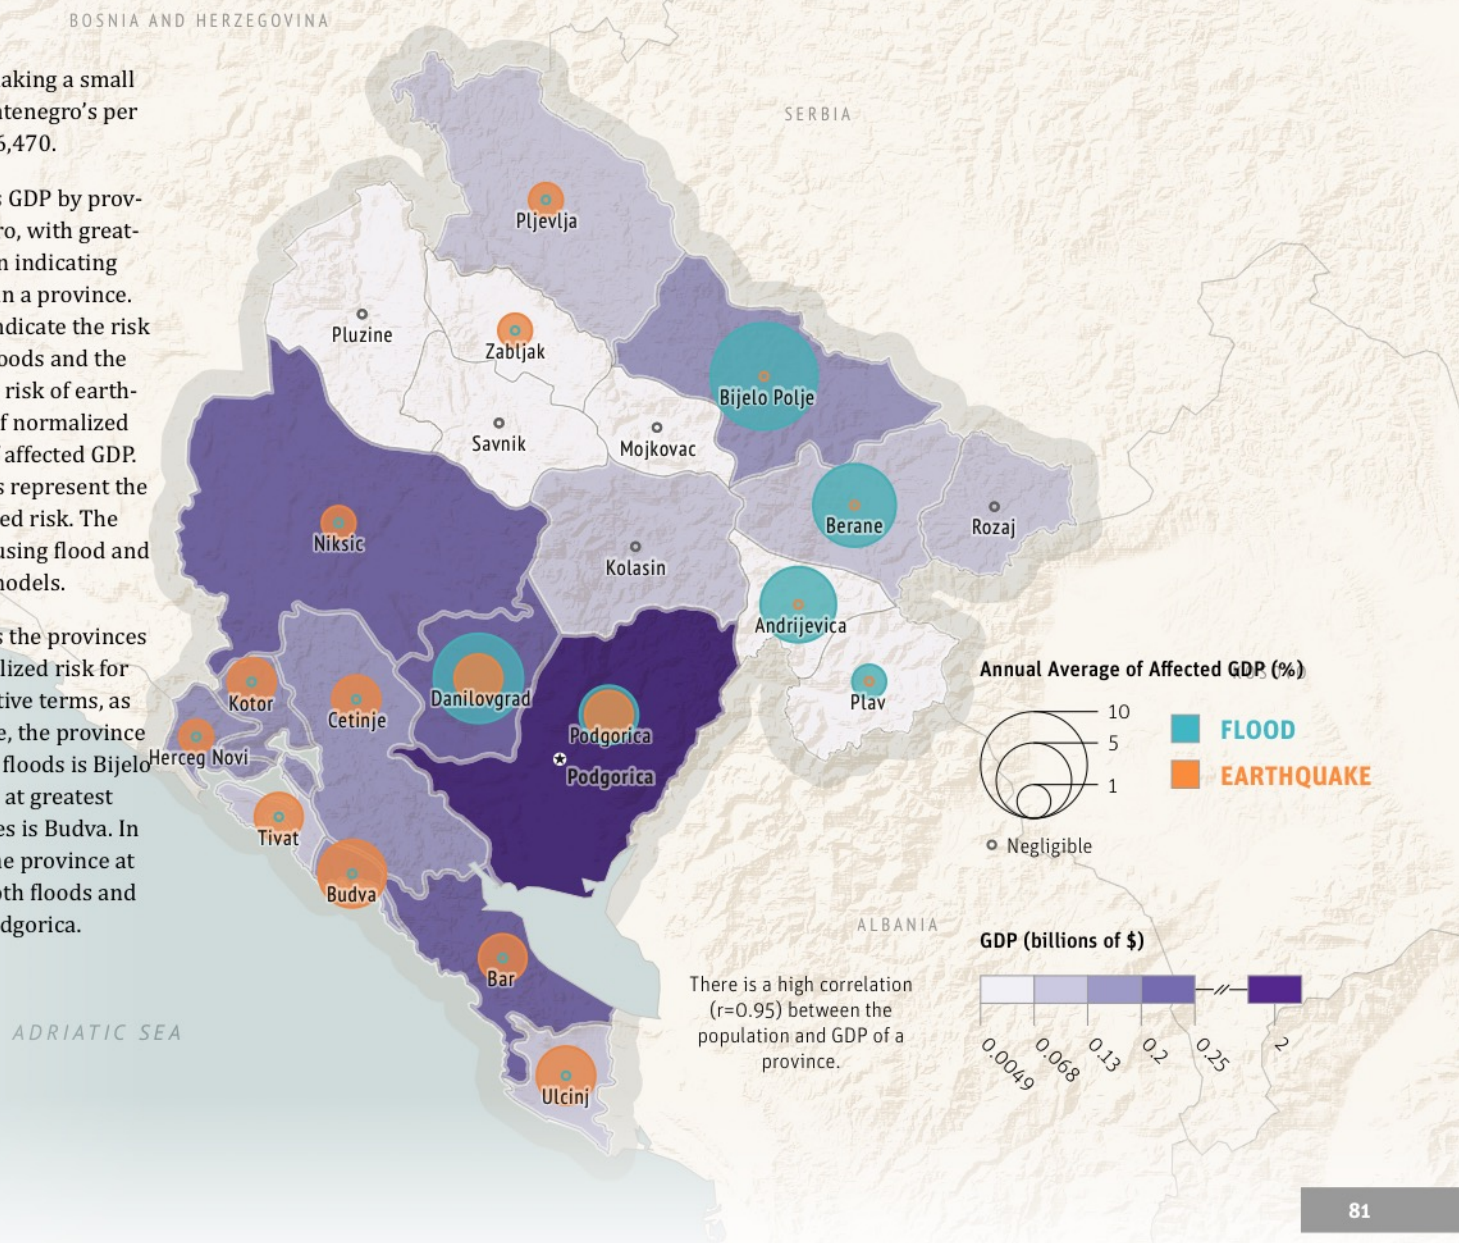 BOSNIA AND HERZEGOVINA
aking a small
ntenegro's per
6,470.
s GDP by prov-
ro, with great-
n indicating
in a province.
ndicate the risk
oods and the
risk of earth-
f normalized
affected GDP.
s represent the
ed risk. The
using flood and
models.
s the provinces
lized risk for
tive terms, as
e, the province
floods is Bijelo
at greatest
es is Budva. In
ne province at
oth floods and
dgorica.
SERBIA
Pljevlja
Pluzine
Zabljak
Bijelo Polje
Savnik
Mojkovac
Berane
Rozaj
Niksic
Kolasin
Andrijevica
Kotor
Cetinje
Danilovgrad
Plav
Podgorica
Herceg Novi
Podgorica
Tivat
Budva
Bar
Ulcinj
ADRIATIC SEA
ALBANIA
Annual Average of Affected GDP (%)
10
5
1
Negligible
FLOOD
EARTHQUAKE
There is a high correlation
(r=0.95) between the
population and GDP of a
province.
GDP (billions of $)
0.0049
0.068
0.13
0.2
0.25
2
81